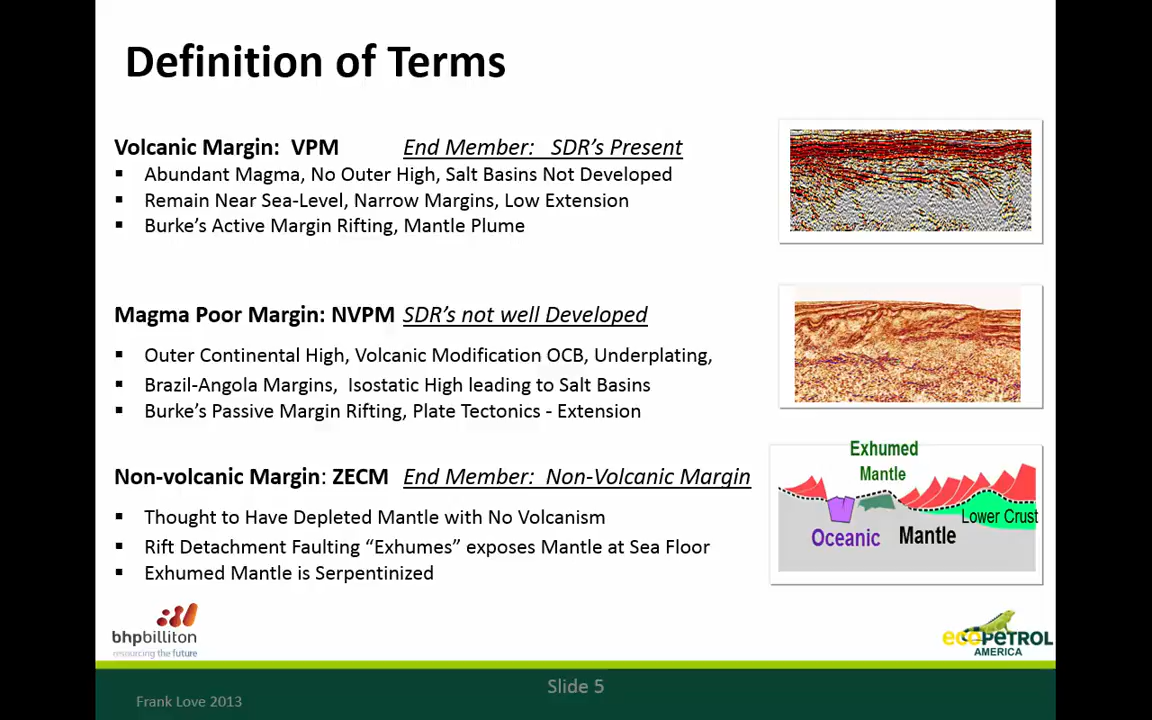 Definition of Terms
Volcanic Margin: VPM End Member: SDR's Present
▪ Abundant Magma, No Outer High, Salt Basins Not Developed
▪ Remain Near Sea-Level, Narrow Margins, Low Extension
▪ Burke's Active Margin Rifting, Mantle Plume
Magma Poor Margin: NVPM SDR's not well Developed
▪ Outer Continental High, Volcanic Modification OCB, Underplating,
▪ Brazil-Angola Margins, Isostatic High leading to Salt Basins
▪ Burke's Passive Margin Rifting, Plate Tectonics - Extension
Non-volcanic Margin: ZECM End Member: Non-Volcanic Margin
▪ Thought to Have Depleted Mantle with No Volcanism
▪ Rift Detachment Faulting “Exhumes” exposes Mantle at Sea Floor
▪ Exhumed Mantle is Serpentinized
Exhumed
Mantle
Lower Crust
Oceanic
Mantle
bhpbilliton
resourcing the future
ecoPETROL
AMERICA
Slide 5
Frank Love 2013